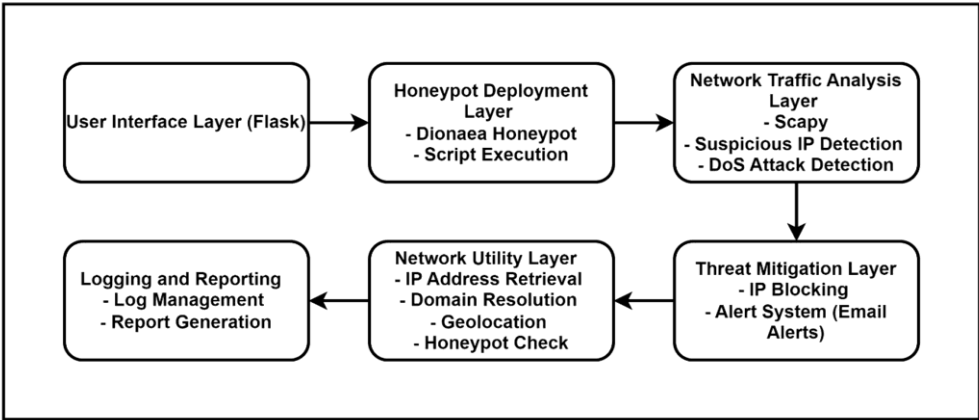 User Interface Layer (Flask)
Honeypot Deployment
Layer
- Dionaea Honeypot
- Script Execution
Network Traffic Analysis
Layer
- Scapy
- Suspicious IP Detection
- DoS Attack Detection
Logging and Reporting
- Log Management
- Report Generation
Network Utility Layer
- IP Address Retrieval
- Domain Resolution
- Geolocation
- Honeypot Check
Threat Mitigation Layer
- IP Blocking
- Alert System (Email
Alerts)